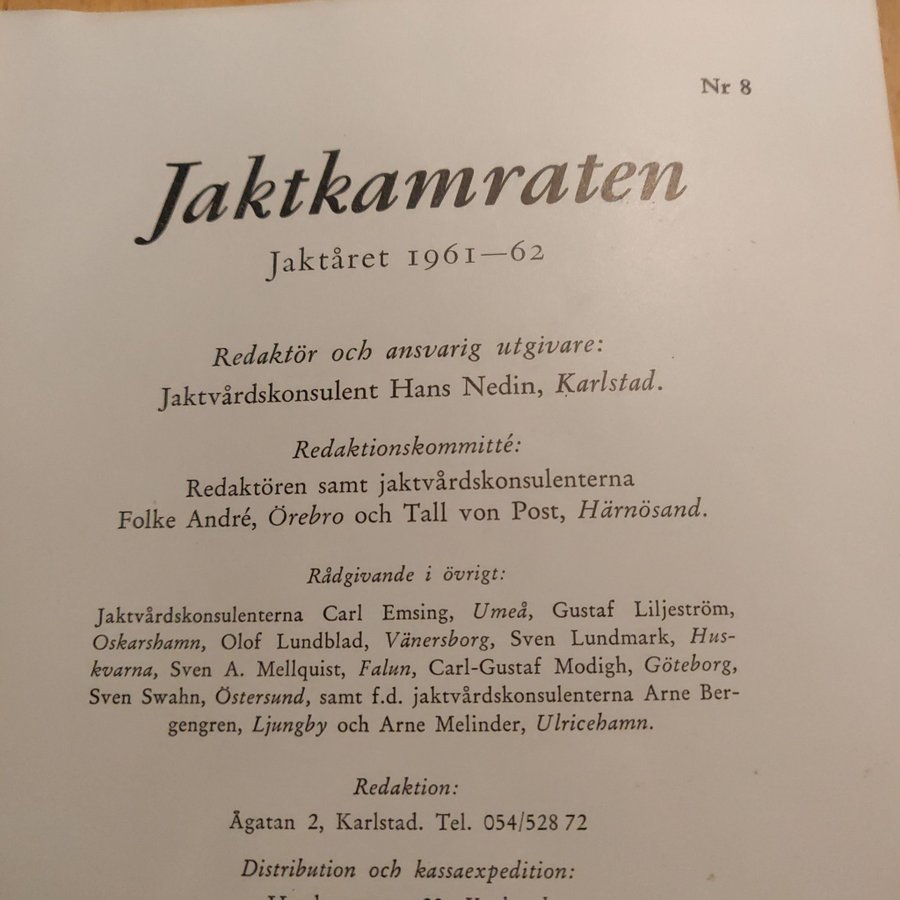 Nr 8
Jaktkamraten
Jaktåret 1961—62
Redaktör och ansvarig utgivare:
Jaktvårdskonsulent Hans Nedin, Karlstad.
Redaktionskommitté:
Redaktören samt jaktvårdskonsulenterna
Folke André, Örebro och Tall von Post, Härnösand.
Rådgivande i övrigt:
Jaktvårdskonsulenterna Carl Emsing, Umeå, Gustaf Liljeström,
Oskarshamn, Olof Lundblad, Vänersborg, Sven Lundmark, Hus-
kvarna, Sven A. Mellquist, Falun, Carl-Gustaf Modigh, Göteborg,
Sven Swahn, Östersund, samt f.d. jaktvårdskonsulenterna Arne Ber-
gengren, Ljungby och Arne Melinder, Ulricehamn.
Redaktion:
Ågatan 2, Karlstad. Tel. 054/528 72
Distribution och kassaexpedition: